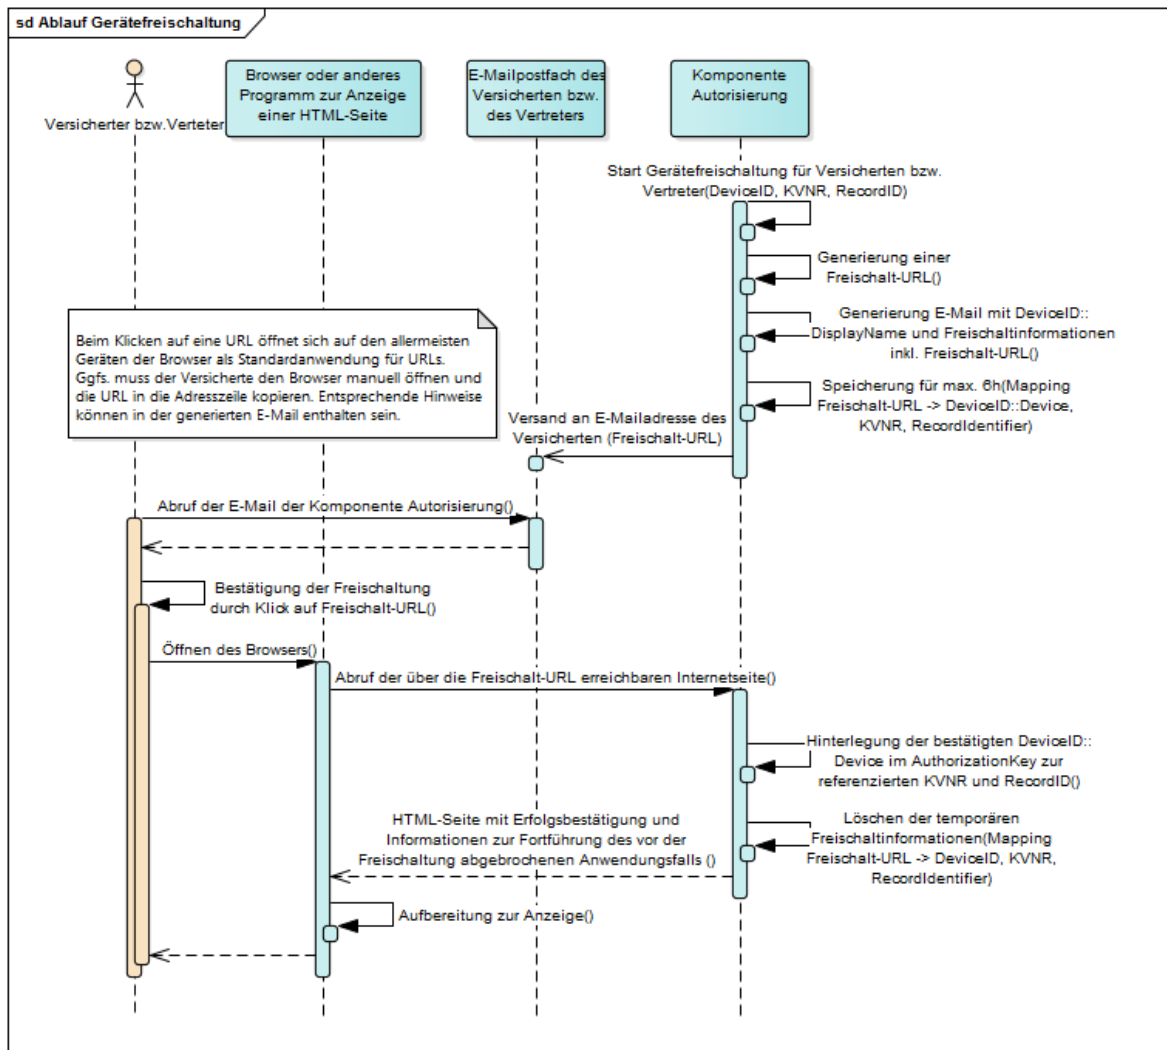 sd Ablauf Gerätefreischaltung
Versicherter bzw.Verteter
Browser oder anderes
Programm zur Anzeige
einer HTML-Seite
E-Mailpostfach des
Versicherten bzw.
des Vertreters
Komponente
Autorisierung
Start Gerätefreischaltung für Versicherten bzw.
Vertreter(DeviceID, KVNR, RecordID)
Generierung einer
Freischalt-URL()
Generierung E-Mail mit DeviceID::
DisplayName und Freischaltinformationen
inkl. Freischalt-URL()
Beim Klicken auf eine URL öffnet sich auf den allermeisten
Geräten der Browser als Standardanwendung für URLs.
Ggfs. muss der Versicherte den Browser manuell öffnen und
die URL in die Adresszeile kopieren. Entsprechende Hinweise
können in der generierten E-Mail enthalten sein.
Speicherung für max. 6h(Mapping
Freischalt-URL -> DeviceID::Device,
KVNR, RecordIdentifier)
Versand an E-Mailadresse des
Versicherten (Freischalt-URL)
Abruf der E-Mail der Komponente Autorisierung()
Bestätigung der Freischaltung
durch Klick auf Freischalt-URL()
Öffnen des Browsers()
Abruf der über die Freischalt-URL erreichbaren Internetseite()
Hinterlegung der bestätigten DeviceID::
Device im AuthorizationKey zur
referenzierten KVNR und RecordID()
HTML-Seite mit Erfolgsbestätigung und
Informationen zur Fortführung des vor der
Freischaltung abgebrochenen Anwendungsfalls ()
Löschen der temporären
Freischaltinformationen(Mapping
Freischalt-URL -> DeviceID, KVNR,
RecordIdentifier)
Aufbereitung zur Anzeige()